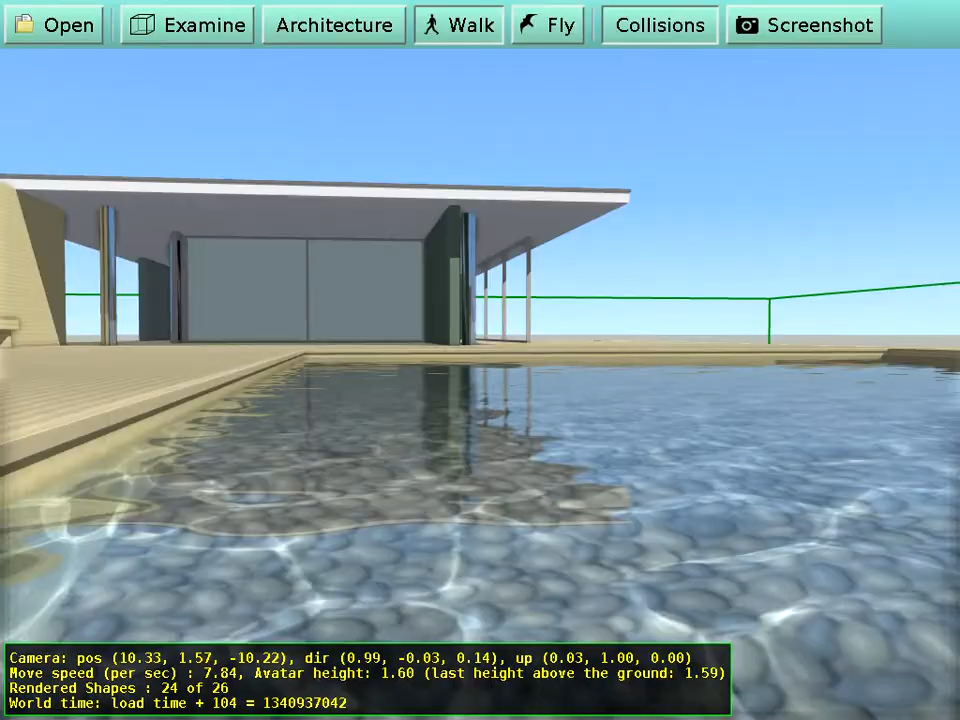 Open Examine Architecture Walk Fly Collisions Screenshot
Camera: pos (10.33, 1.57, -10.22), dir (0.99, -0.03, 0.14), up (0.03, 1.00, 0.00)
Move speed (per sec) : 7.84, Avatar height: 1.60 (last height above the ground: 1.59)
Rendered Shapes : 24 of 26
World time: load time + 104 = 1340937042